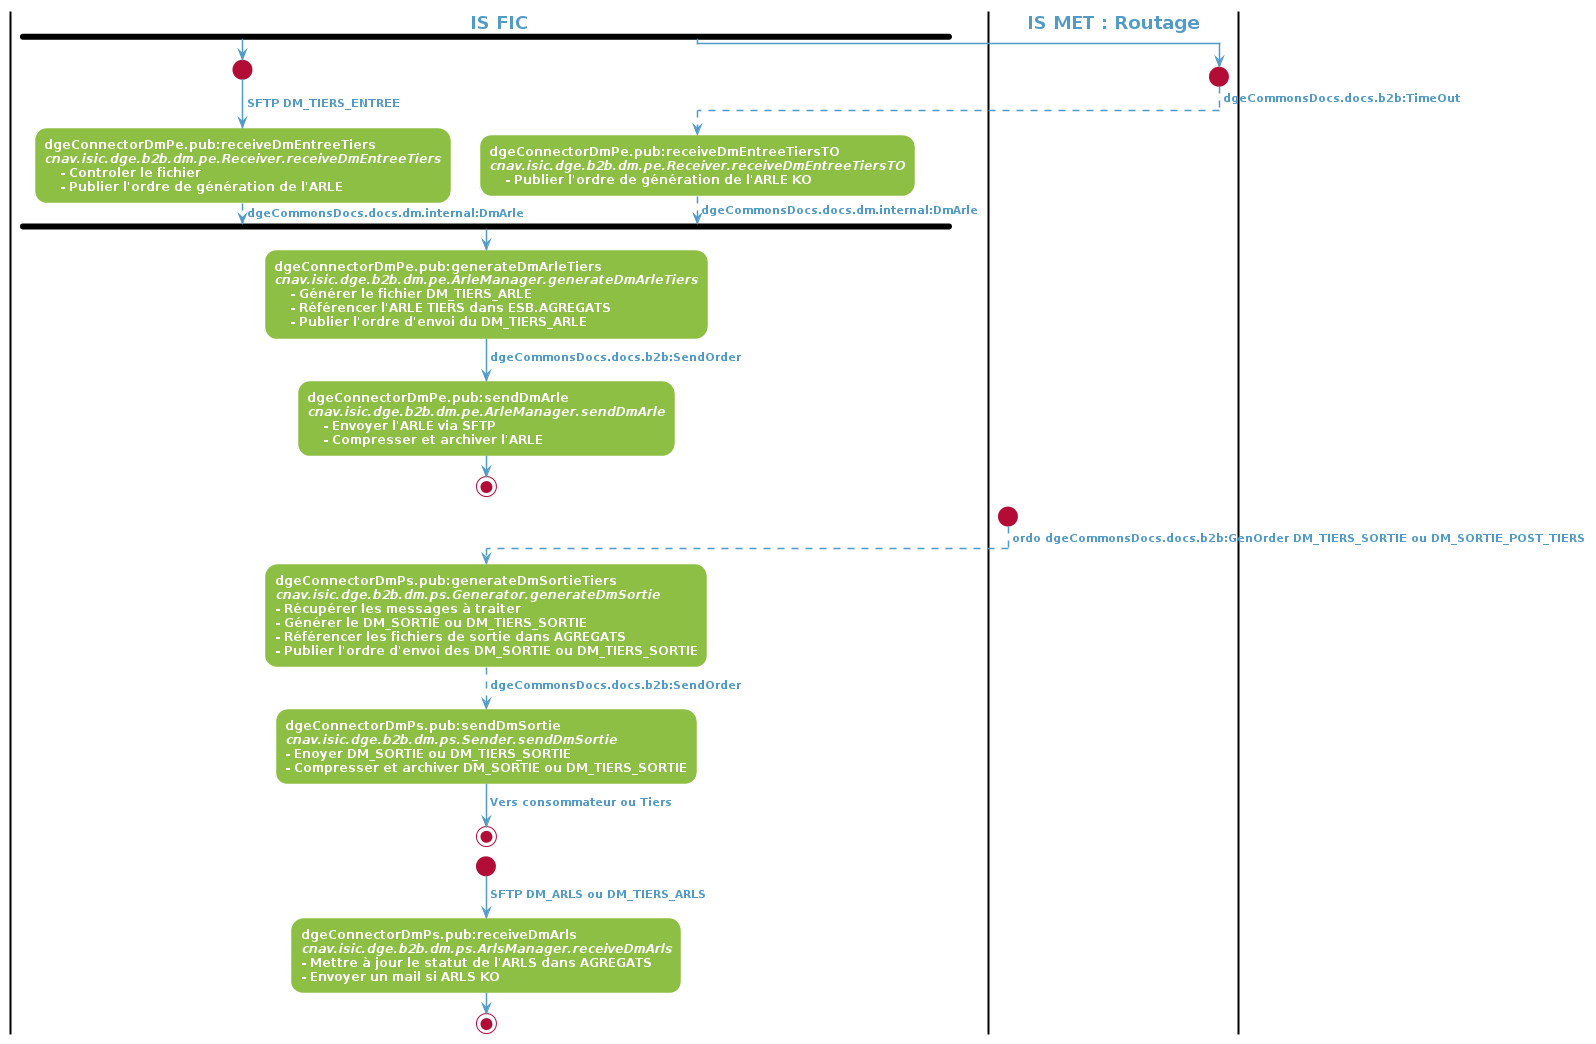 IS FIC
IS MET : Routage
SFTP DM_TIERS_ENTREE
dgeCommonsDocs.docs.b2b:TimeOut
dgeConnectorDmPe.pub:receiveDmEntreeTiers
cnav.isic.dge.b2b.dm.pe.Receiver.receiveDmEntreeTiers
- Controler le fichier
- Publier l'ordre de génération de l'ARLE
dgeConnectorDmPe.pub:receiveDmEntreeTiersTO
cnav.isic.dge.b2b.dm.pe.Receiver.receiveDmEntreeTiersTO
- Publier l'ordre de génération de l'ARLE KO
dgeCommonsDocs.docs.dm.internal:DmArle
dgeCommonsDocs.docs.dm.internal:DmArle
dgeConnectorDmPe.pub:generateDmArleTiers
cnav.isic.dge.b2b.dm.pe.ArleManager.generateDmArleTiers
- Générer le fichier DM_TIERS_ARLE
- Référencer l'ARLE TIERS dans ESB.AGREGATS
- Publier l'ordre d'envoi du DM_TIERS_ARLE
dgeCommonsDocs.docs.b2b:SendOrder
dgeConnectorDmPe.pub:sendDmArle
cnav.isic.dge.b2b.dm.pe.ArleManager.sendDmArle
- Envoyer l'ARLE via SFTP
- Compresser et archiver l'ARLE
ordo dgeCommonsDocs.docs.b2b:GenOrder DM_TIERS_SORTIE ou DM_SORTIE_POST_TIERS
dgeConnectorDmPs.pub:generateDmSortieTiers
cnav.isic.dge.b2b.dm.ps.Generator.generateDmSortie
- Récupérer les messages à traiter
- Générer le DM_SORTIE ou DM_TIERS_SORTIE
- Référencer les fichiers de sortie dans AGREGATS
- Publier l'ordre d'envoi des DM_SORTIE ou DM_TIERS_SORTIE
dgeCommonsDocs.docs.b2b:SendOrder
dgeConnectorDmPs.pub:sendDmSortie
cnav.isic.dge.b2b.dm.ps.Sender.sendDmSortie
- Enoyer DM_SORTIE ou DM_TIERS_SORTIE
- Compresser et archiver DM_SORTIE ou DM_TIERS_SORTIE
Vers consommateur ou Tiers
SFTP DM_ARLS ou DM_TIERS_ARLS
dgeConnectorDmPs.pub:receiveDmArls
cnav.isic.dge.b2b.dm.ps.ArlsManager.receiveDmArls
- Mettre à jour le statut de l'ARLS dans AGREGATS
- Envoyer un mail si ARLS KO